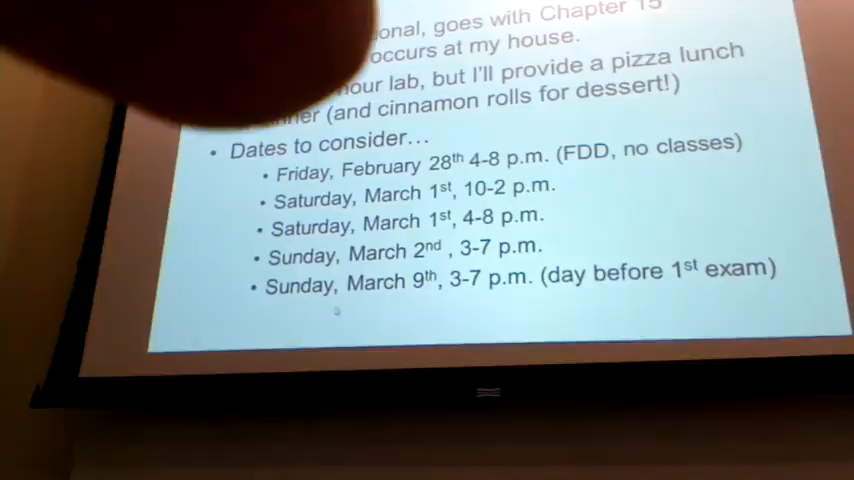 onal, goes with Chapter 15
occurs at my house.
hour lab, but I'll provide a pizza lunch
(and cinnamon rolls for dessert!)
• Dates to consider…
• Friday, February 28th 4-8 p.m. (FDD, no classes)
• Saturday, March 1st, 10-2 p.m.
• Saturday, March 1st, 4-8 p.m.
• Sunday, March 2nd , 3-7 p.m.
• Sunday, March 9th, 3-7 p.m. (day before 1st exam)